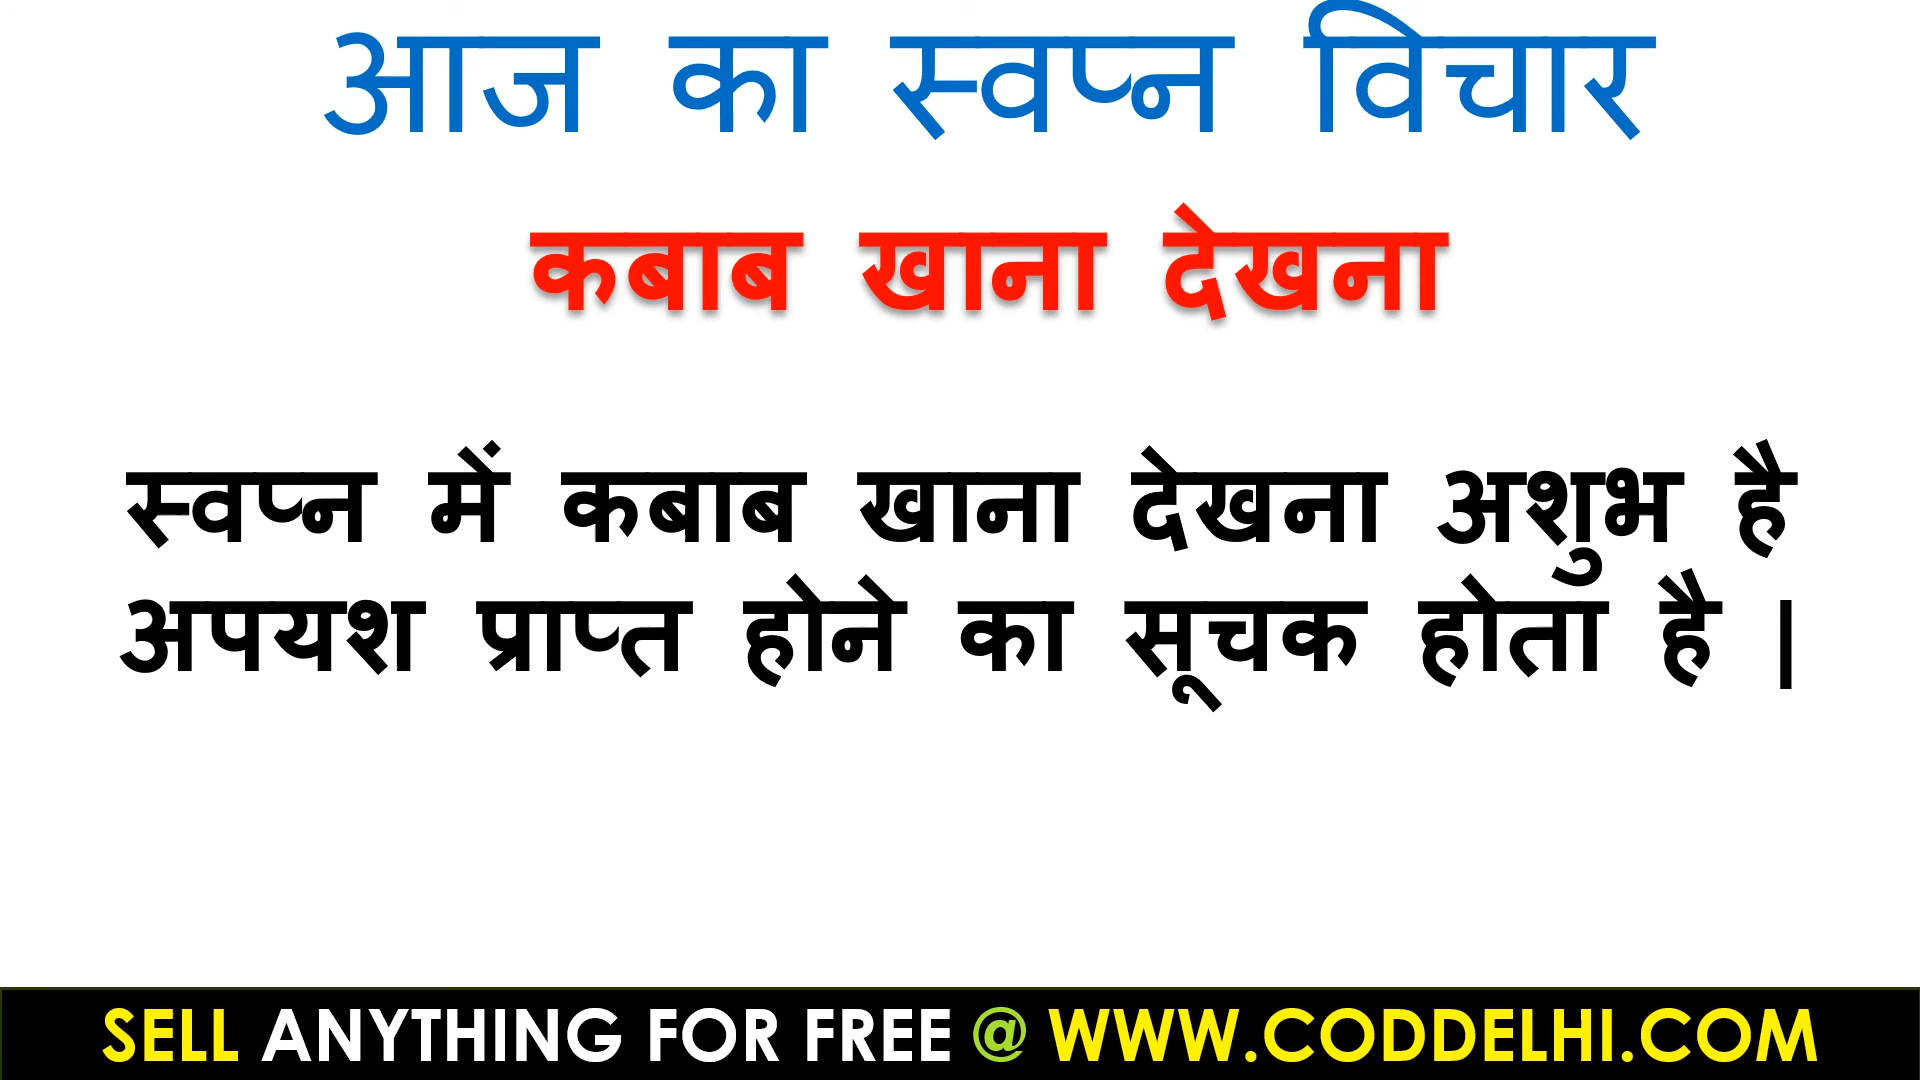 आज का स्वप्न विचार
कबाब खाना देखना
स्वप्न में कबाब खाना देखना अशुभ है
अपयश प्राप्त होने का सूचक होता है |
SELL ANYTHING FOR FREE @ WWW.CODDELHI.COM